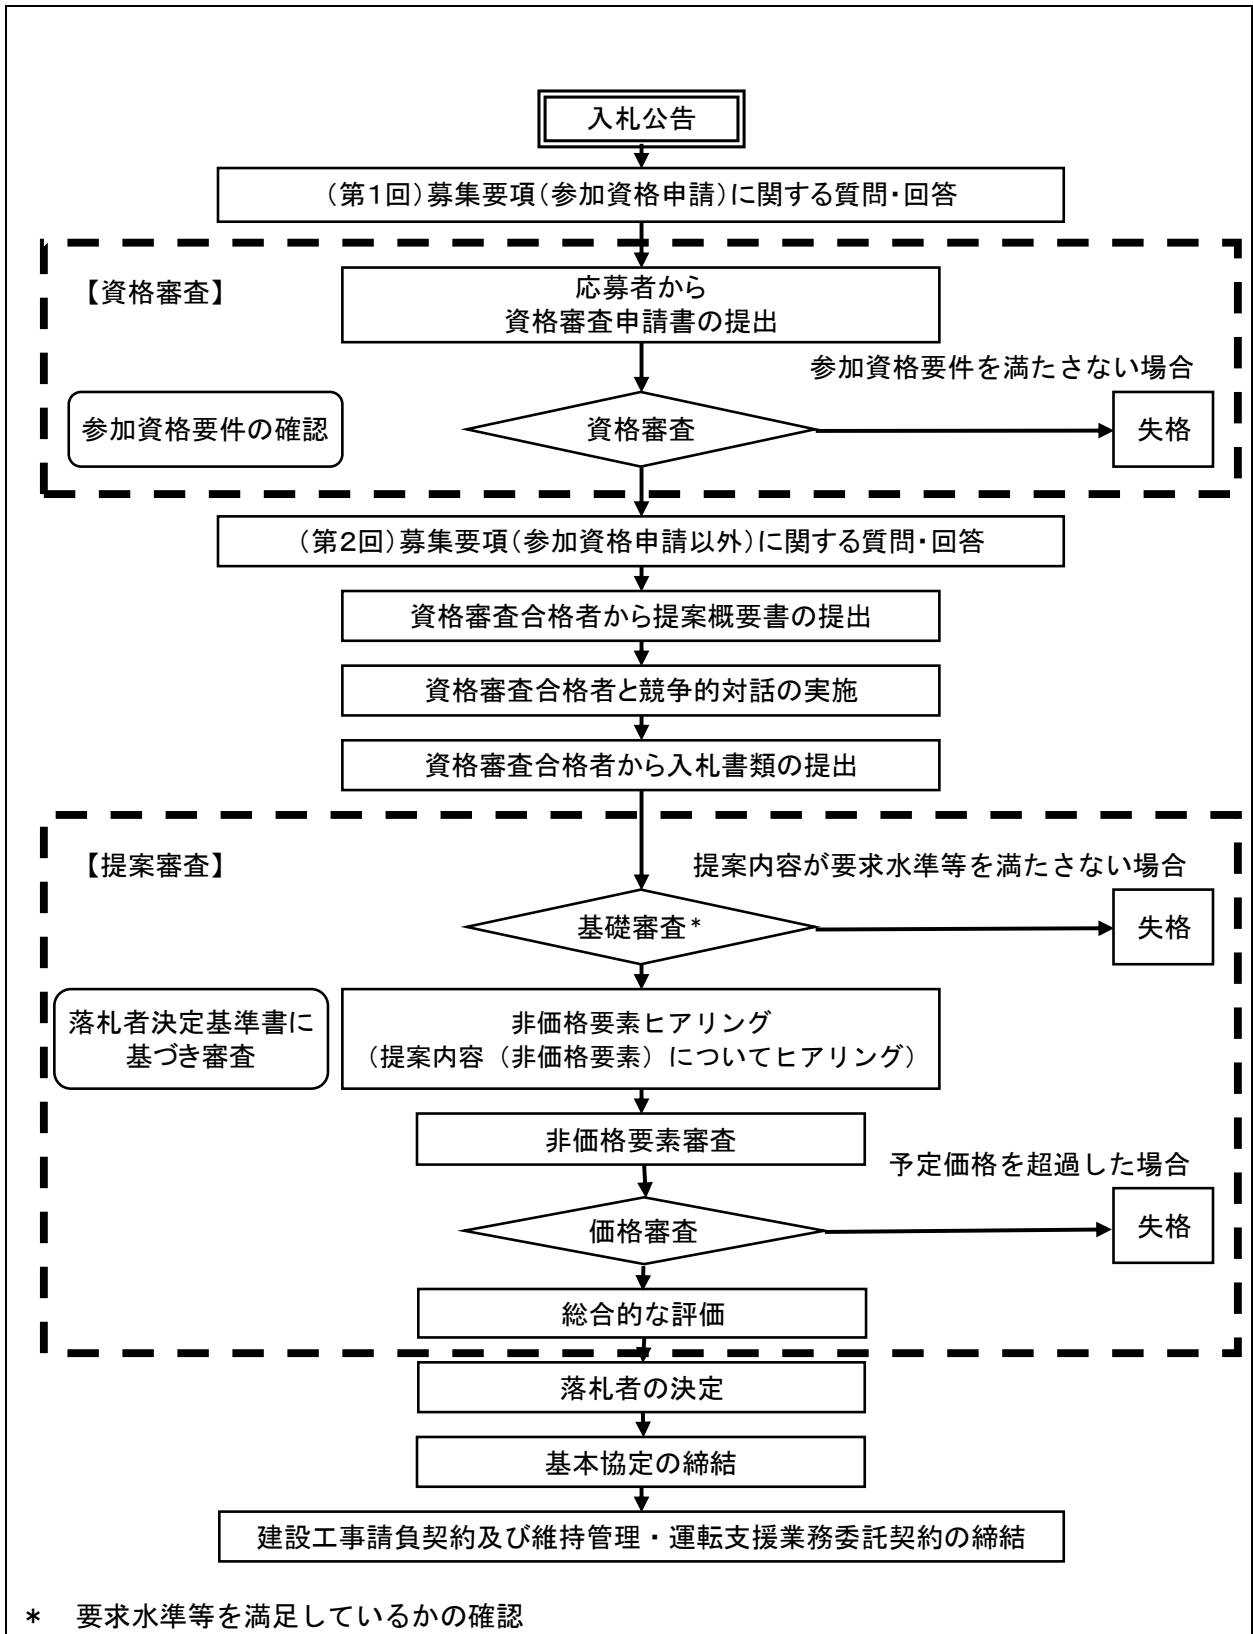 入札公告
（第1回）募集要項（参加資格申請）に関する質問・回答
【資格審査】
応募者から
資格審査申請書の提出
参加資格要件を満たさない場合
参加資格要件の確認
資格審査
失格
（第2回）募集要項（参加資格申請以外）に関する質問・回答
資格審査合格者から提案概要書の提出
資格審査合格者と競争的対話の実施
資格審査合格者から入札書類の提出
【提案審査】
提案内容が要求水準等を満たさない場合
基礎審査*
失格
落札者決定基準書に
基づき審査
非価格要素ヒアリング
（提案内容（非価格要素）についてヒアリング）
非価格要素審査
予定価格を超過した場合
価格審査
失格
総合的な評価
落札者の決定
基本協定の締結
建設工事請負契約及び維持管理・運転支援業務委託契約の締結
* 要求水準等を満足しているかの確認